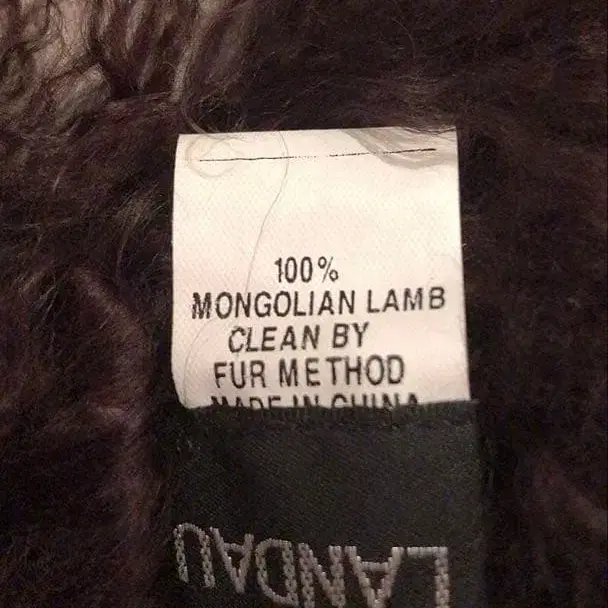 100%
MONGOLIAN LAMB
CLEAN BY
FUR METHOD
MADE IN CHINA
LANDAU